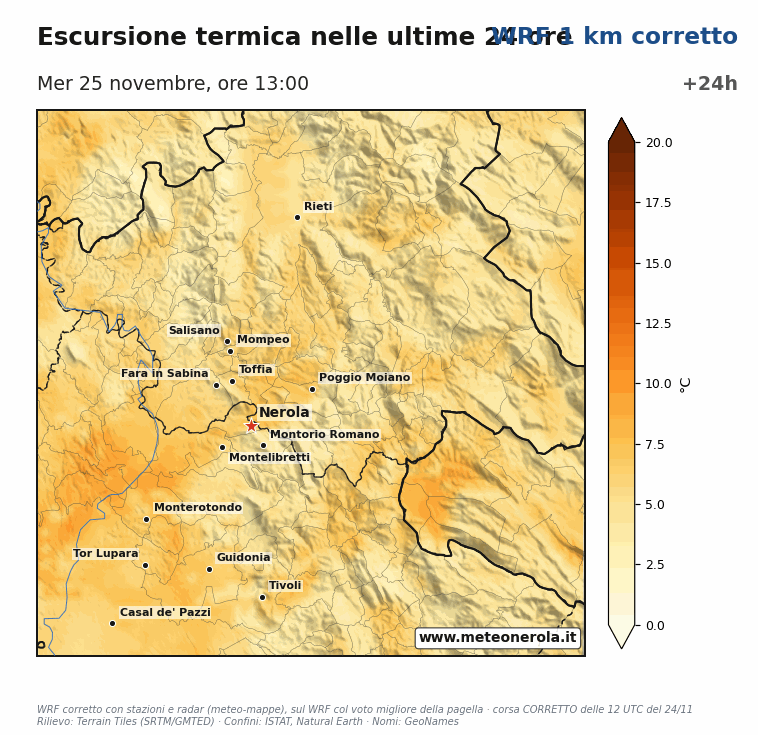 Escursione termica nelle ultime 24 ore WRF 1 km corretto
Mer 25 novembre, ore 13:00 +24h
Rieti
Salisano
Mompeo
Toffia
Fara in Sabina
Poggio Moiano
Nerola
Montorio Romano
Montelibretti
Monterotondo
Tor Lupara
Guidonia
Tivoli
Casal de' Pazzi
www.meteonerola.it
20.0
17.5
15.0
12.5
10.0
7.5
5.0
2.5
0.0
°C
WRF corretto con stazioni e radar (meteo-mappe), sul WRF col voto migliore della pagella · corsa CORRETTO delle 12 UTC del 24/11
Rilievo: Terrain Tiles (SRTM/GMTED) · Confini: ISTAT, Natural Earth · Nomi: GeoNames